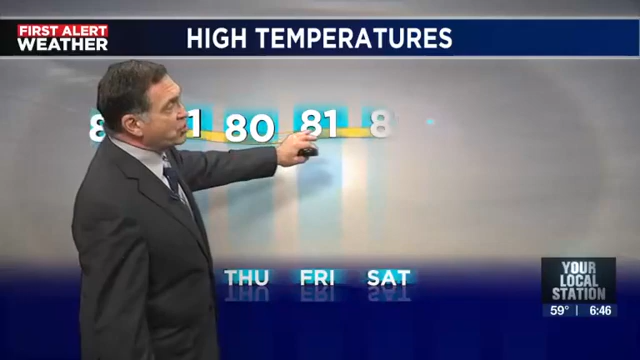 FIRST ALERT
WEATHER
HIGH TEMPERATURES
80
81
THU
FRI
SAT
YOUR
LOCAL
STATION
59° 6:46